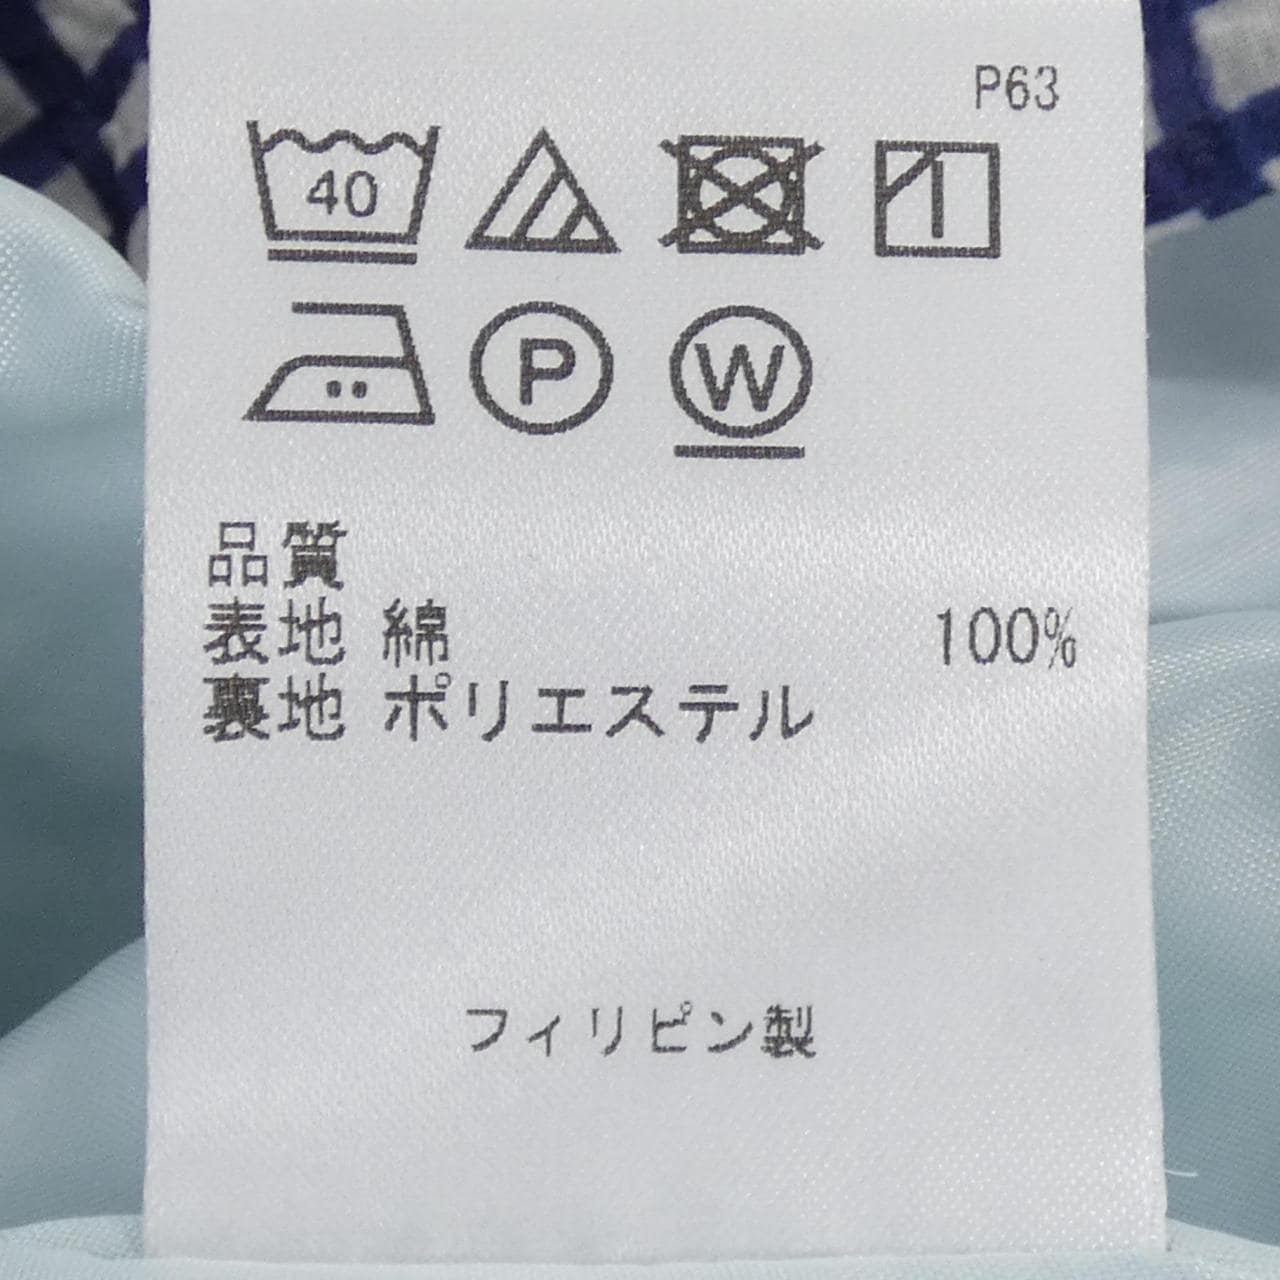 P63
40
P
W
品質
表地 綿 100%
裏地 ポリエステル
フィリピン製